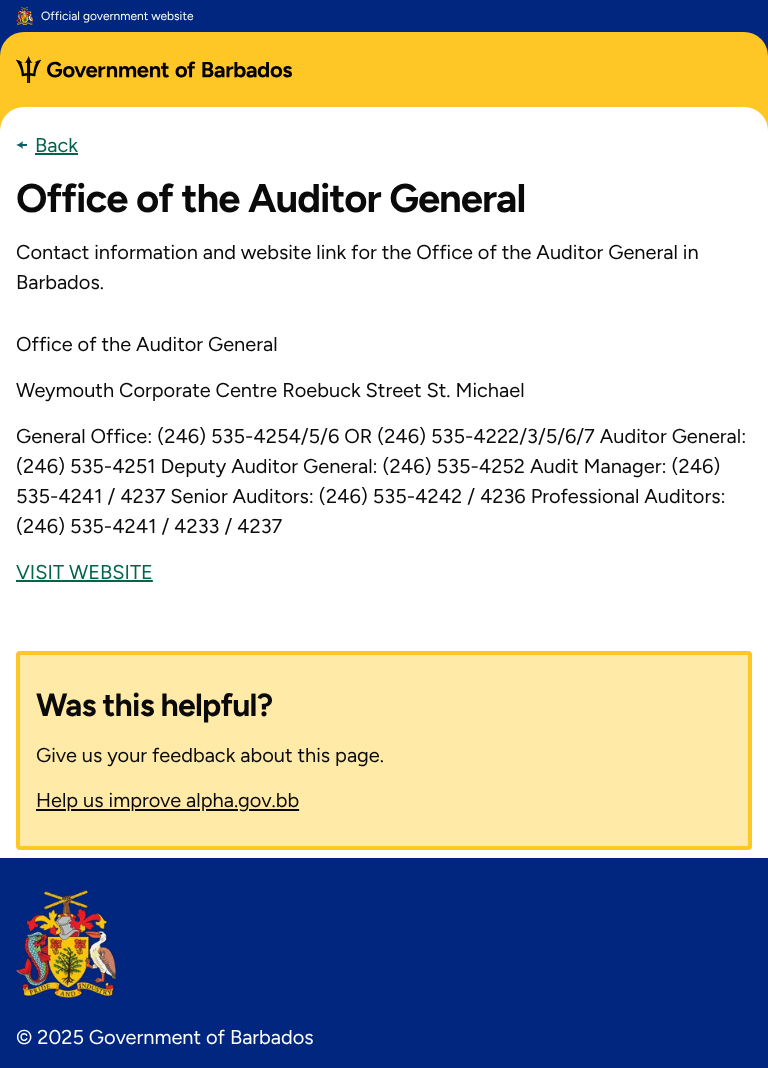 Official government website
Government of Barbados
Back
Office of the Auditor General
Contact information and website link for the Office of the Auditor General in
Barbados.
Office of the Auditor General
Weymouth Corporate Centre Roebuck Street St. Michael
General Office: (246) 535-4254/5/6 OR (246) 535-4222/3/5/6/7 Auditor General:
(246) 535-4251 Deputy Auditor General: (246) 535-4252 Audit Manager: (246)
535-4241 / 4237 Senior Auditors: (246) 535-4242 / 4236 Professional Auditors:
(246) 535-4241 / 4233 / 4237
VISIT WEBSITE
Was this helpful?
Give us your feedback about this page.
Help us improve alpha.gov.bb
PRIDE AND INDUSTRY
© 2025 Government of Barbados